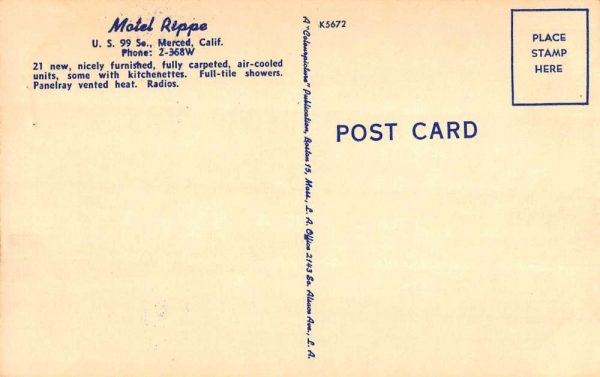 Motel Rippe
U. S. 99 So., Merced, Calif.
Phone: 2-368W
21 new, nicely furnished, fully carpeted, air-cooled
units, some with kitchenettes. Full-tile showers.
Panelray vented heat. Radios.
A "Colourpicture" Publication, Boston 15, Mass., L. A. Office 2143 So. Alsace Ave., L. A.
K5672
PLACE
STAMP
HERE
POST CARD